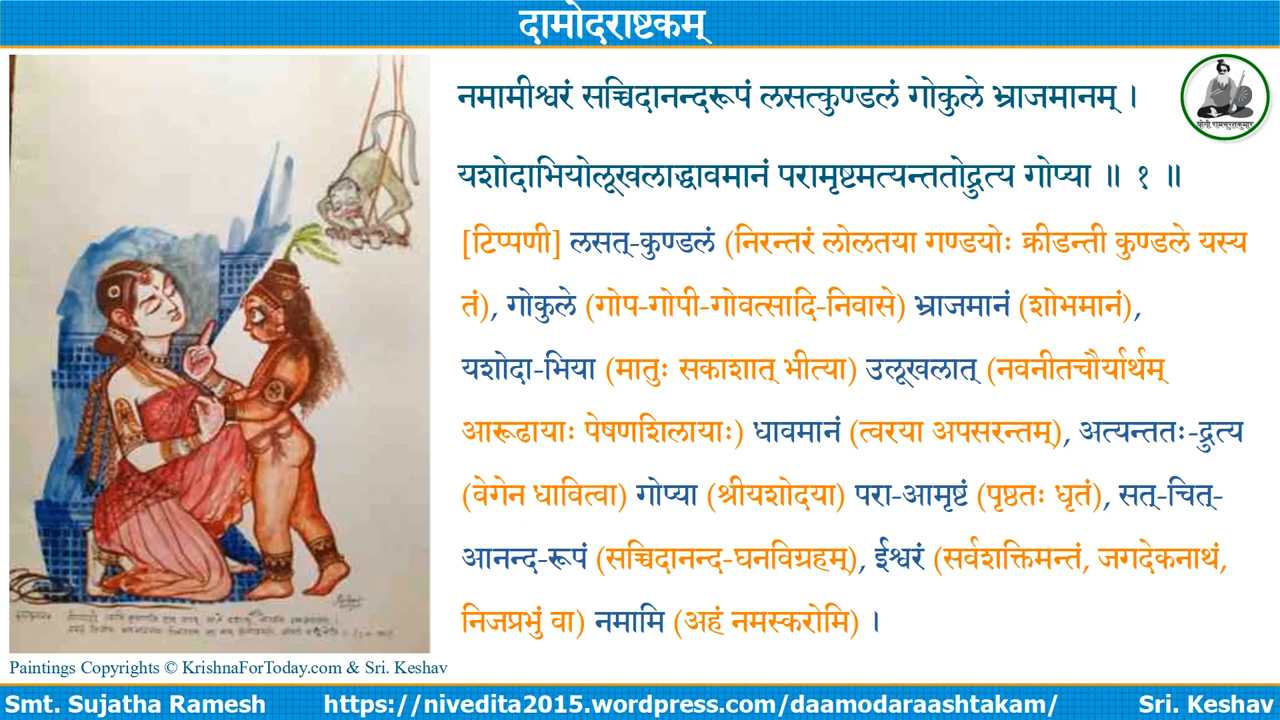 दामोदराष्टकम्
नमामीश्वरं सच्चिदानन्दरूपं लसत्कुण्डलं गोकुले भ्राजमानम् ।
यशोदाभियोलूखलाद्धावमानं परामृष्टमत्यन्ततोद्रुत्य गोप्या ॥ १ ॥
[टिप्पणी] लसत्-कुण्डलं (निरन्तरं लोलतया गण्डयोः क्रीडन्ती कुण्डले यस्य
तं), गोकुले (गोप-गोपी-गोवत्सादि-निवासे) भ्राजमानं (शोभमानं),
यशोदा-भिया (मातुः सकाशात् भीत्या) उलूखलात् (नवनीतचौर्यार्थम्
आरूढायाः पेषणशिलायाः) धावमानं (त्वरया अपसरन्तम्), अत्यन्ततः-द्रुत्य
(वेगेन धावित्वा) गोप्या (श्रीयशोदया) परा-आमृष्टं (पृष्ठतः धृतं), सत्-चित्-
आनन्द-रूपं (सच्चिदानन्द-घनविग्रहम्), ईश्वरं (सर्वशक्तिमन्तं, जगदेकनाथं,
निजप्रभुं वा) नमामि (अहं नमस्करोमि) ।
योगी रामसुरतकुमार
Paintings Copyrights © KrishnaForToday.com & Sri. Keshav
Smt. Sujatha Ramesh https://nivedita2015.wordpress.com/daamodaraashtakam/ Sri. Keshav